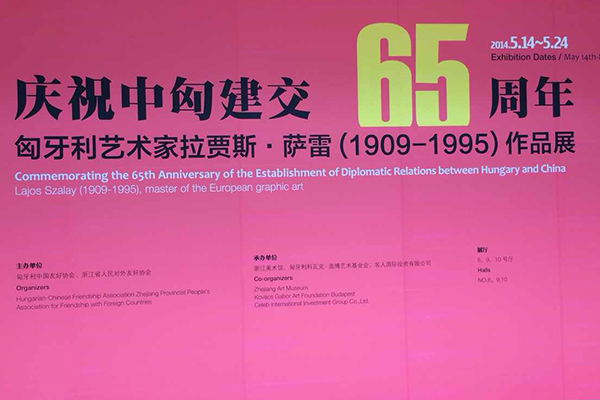 2014.5.14~5.24
Exhibition Dates / May 14th-
庆祝中匈建交65周年
匈牙利艺术家拉贾斯·萨雷(1909-1995)作品展
Commemorating the 65th Anniversary of the Establishment of Diplomatic Relations between Hungary and China
Lajos Szalay (1909-1995), master of the European graphic art
主办单位
匈牙利中国友好协会、浙江省人民对外友好协会
Organizers
Hungarian-Chinese Friendship Association Zhejiang Provincial People's
Association for Friendship with Foreign Countries
承办单位
浙江美术馆、匈牙利科瓦克·盖博艺术基金会、名人国际投资有限公司
Co-organizers
Zhejiang Art Museum
Kovacs Gabor Art Foundation Budapest
Celeb International Investment Group Co.,Ltd.
展厅
8、9、10号厅
Halls
NO.8、9,10